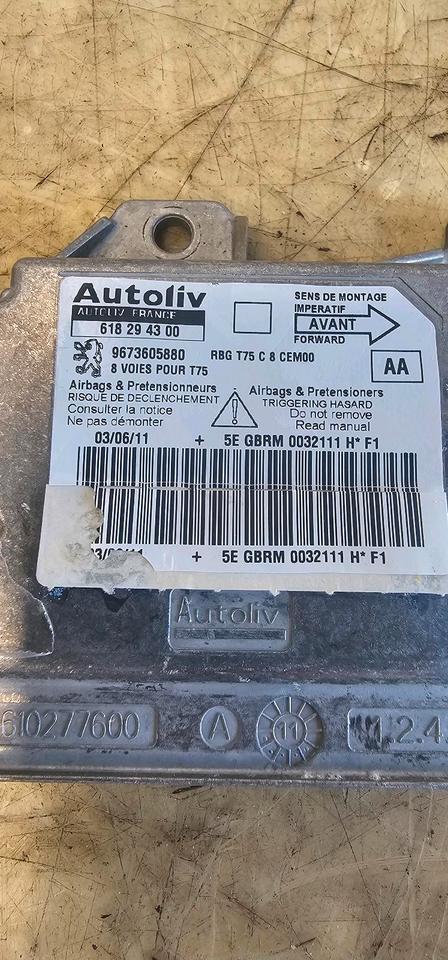 Autoliv
AUTOLIV FRANCE
618 29 43 00
SENS DE MONTAGE
IMPERATIF
AVANT
FORWARD
9673605880
RBG T75 C 8 CEM00
8 VOIES POUR T75
AA
Airbags & Pretensionneurs
RISQUE DE DECLENCHEMENT
Consulter la notice
Ne pas démonter
Airbags & Pretensioners
TRIGGERING HASARD
Do not remove
Read manual
03/06/11 + 5E GBRM 0032111 H* F1
+ 5E GBRM 0032111 H* F1
Autoliv
610277600
A
11